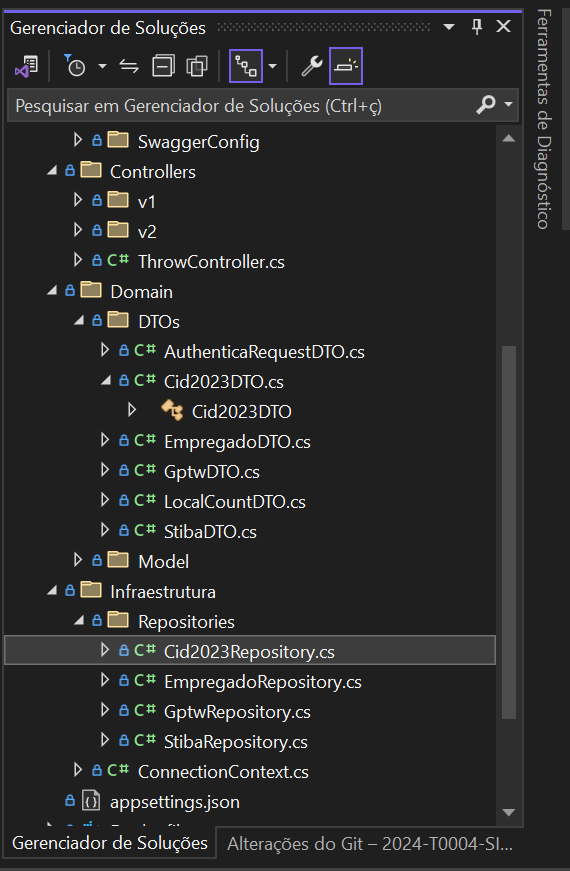 Gerenciador de Soluções
Pesquisar em Gerenciador de Soluções (Ctrl+ç)
SwaggerConfig
Controllers
v1
v2
C# ThrowController.cs
Domain
DTOs
C# AuthenticaRequestDTO.cs
C# Cid2023DTO.cs
Cid2023DTO
C# EmpregadoDTO.cs
C# GptwDTO.cs
C# LocalCountDTO.cs
C# StibaDTO.cs
Model
Infraestrutura
Repositories
C# Cid2023Repository.cs
C# EmpregadoRepository.cs
C# GptwRepository.cs
C# StibaRepository.cs
C# ConnectionContext.cs
appsettings.json
Gerenciador de Soluções
Alterações do Git – 2024-T0004-SI...
Ferramentas de Diagnóstico